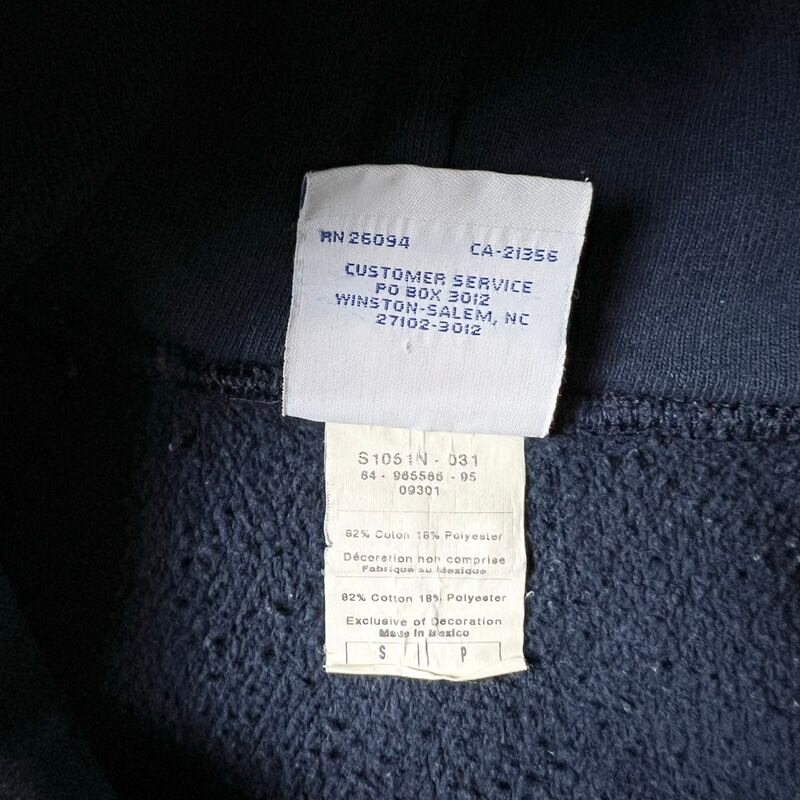 RN 26094 CA-21356
CUSTOMER SERVICE
PO BOX 3012
WINSTON-SALEM, NC
27102-3012
S1051N - 031
64 - 965586 - 95
09301
82% Coton 18% Polyester
Décoration non comprise
Fabriqué au Mexique
82% Cotton 18% Polyester
Exclusive of Decoration
Made in Mexico
S P